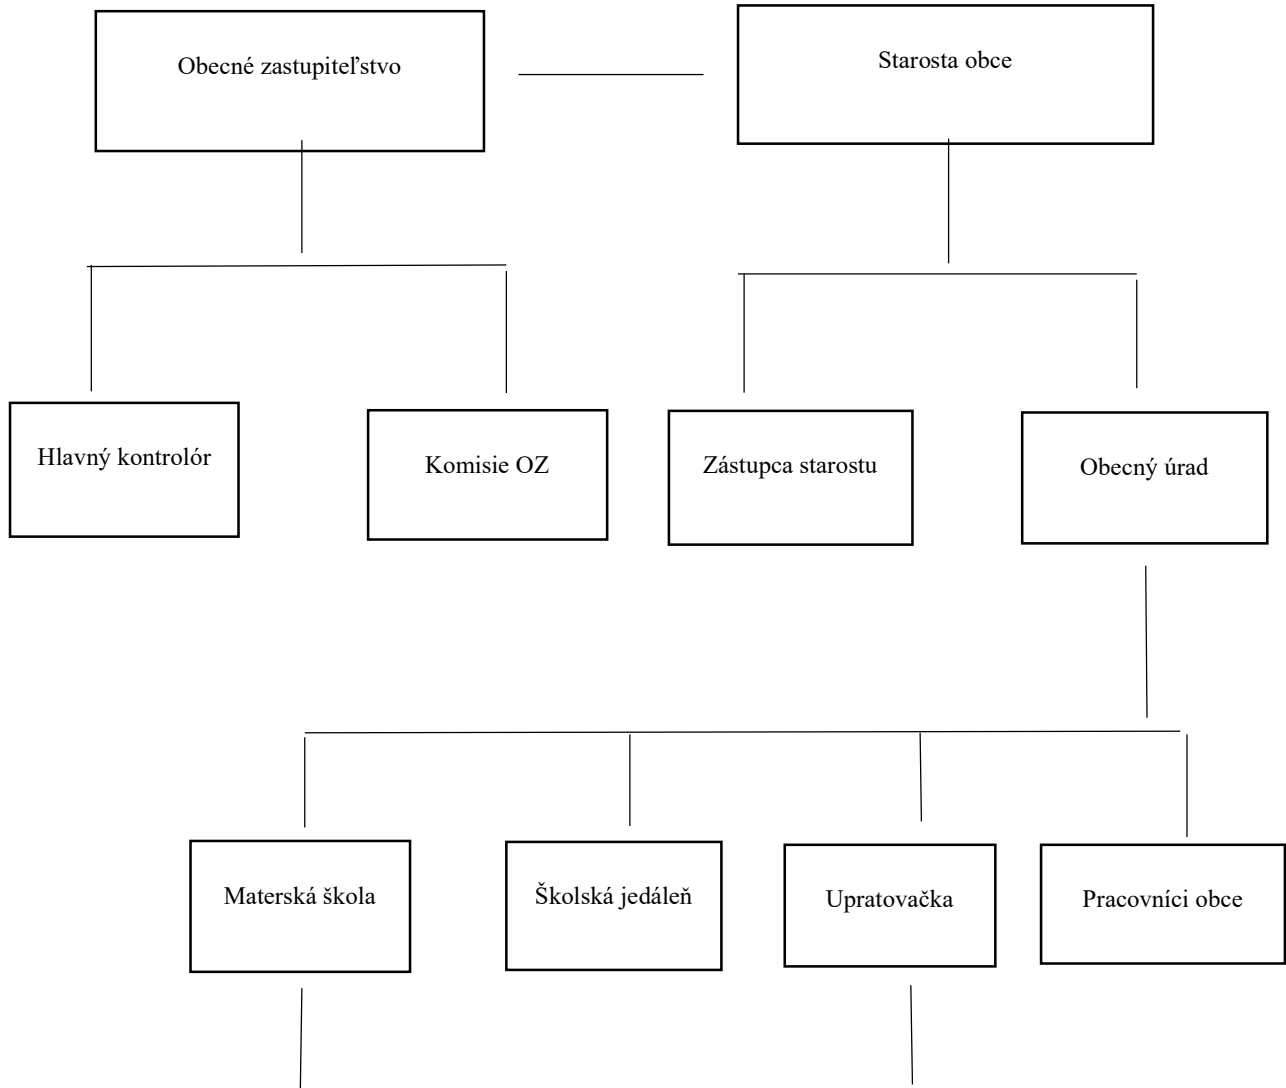 Obecné zastupiteľstvo
Starosta obce
Hlavný kontrolór
Komisie OZ
Zástupca starostu
Obecný úrad
Materská škola
Školská jedáleň
Upratovačka
Pracovníci obce